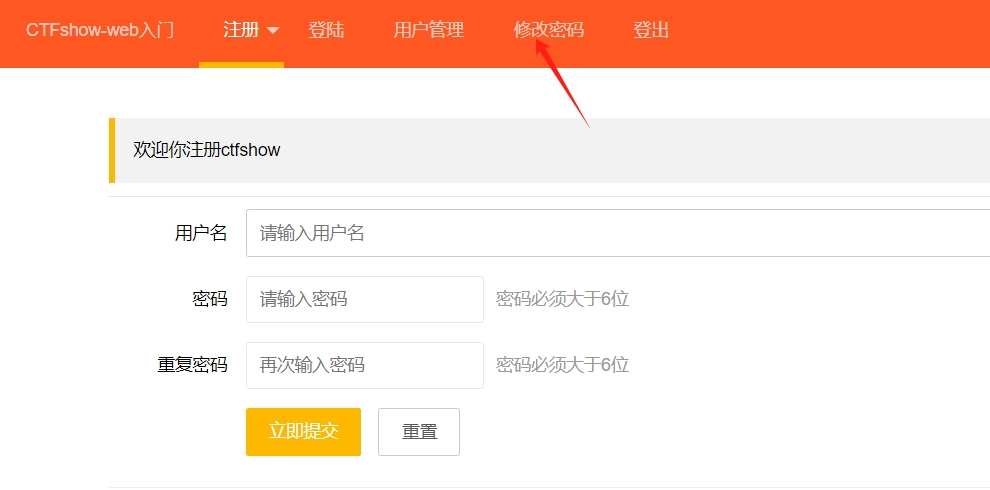 CTFshow-web入门 注册 登陆 用户管理 修改密码 登出
欢迎你注册ctfshow
用户名 请输入用户名
密码 请输入密码 密码必须大于6位
重复密码 再次输入密码 密码必须大于6位
立即提交 重置